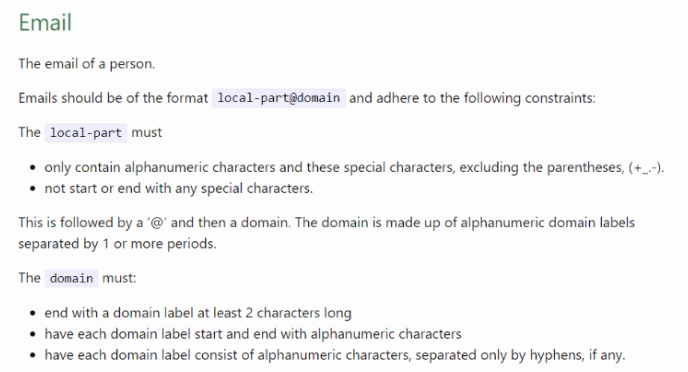 Email
The email of a person.
Emails should be of the format local-part@domain and adhere to the following constraints:
The local-part must
• only contain alphanumeric characters and these special characters, excluding the parentheses, (+_.-).
• not start or end with any special characters.
This is followed by a '@' and then a domain. The domain is made up of alphanumeric domain labels
separated by 1 or more periods.
The domain must:
• end with a domain label at least 2 characters long
• have each domain label start and end with alphanumeric characters
• have each domain label consist of alphanumeric characters, separated only by hyphens, if any.